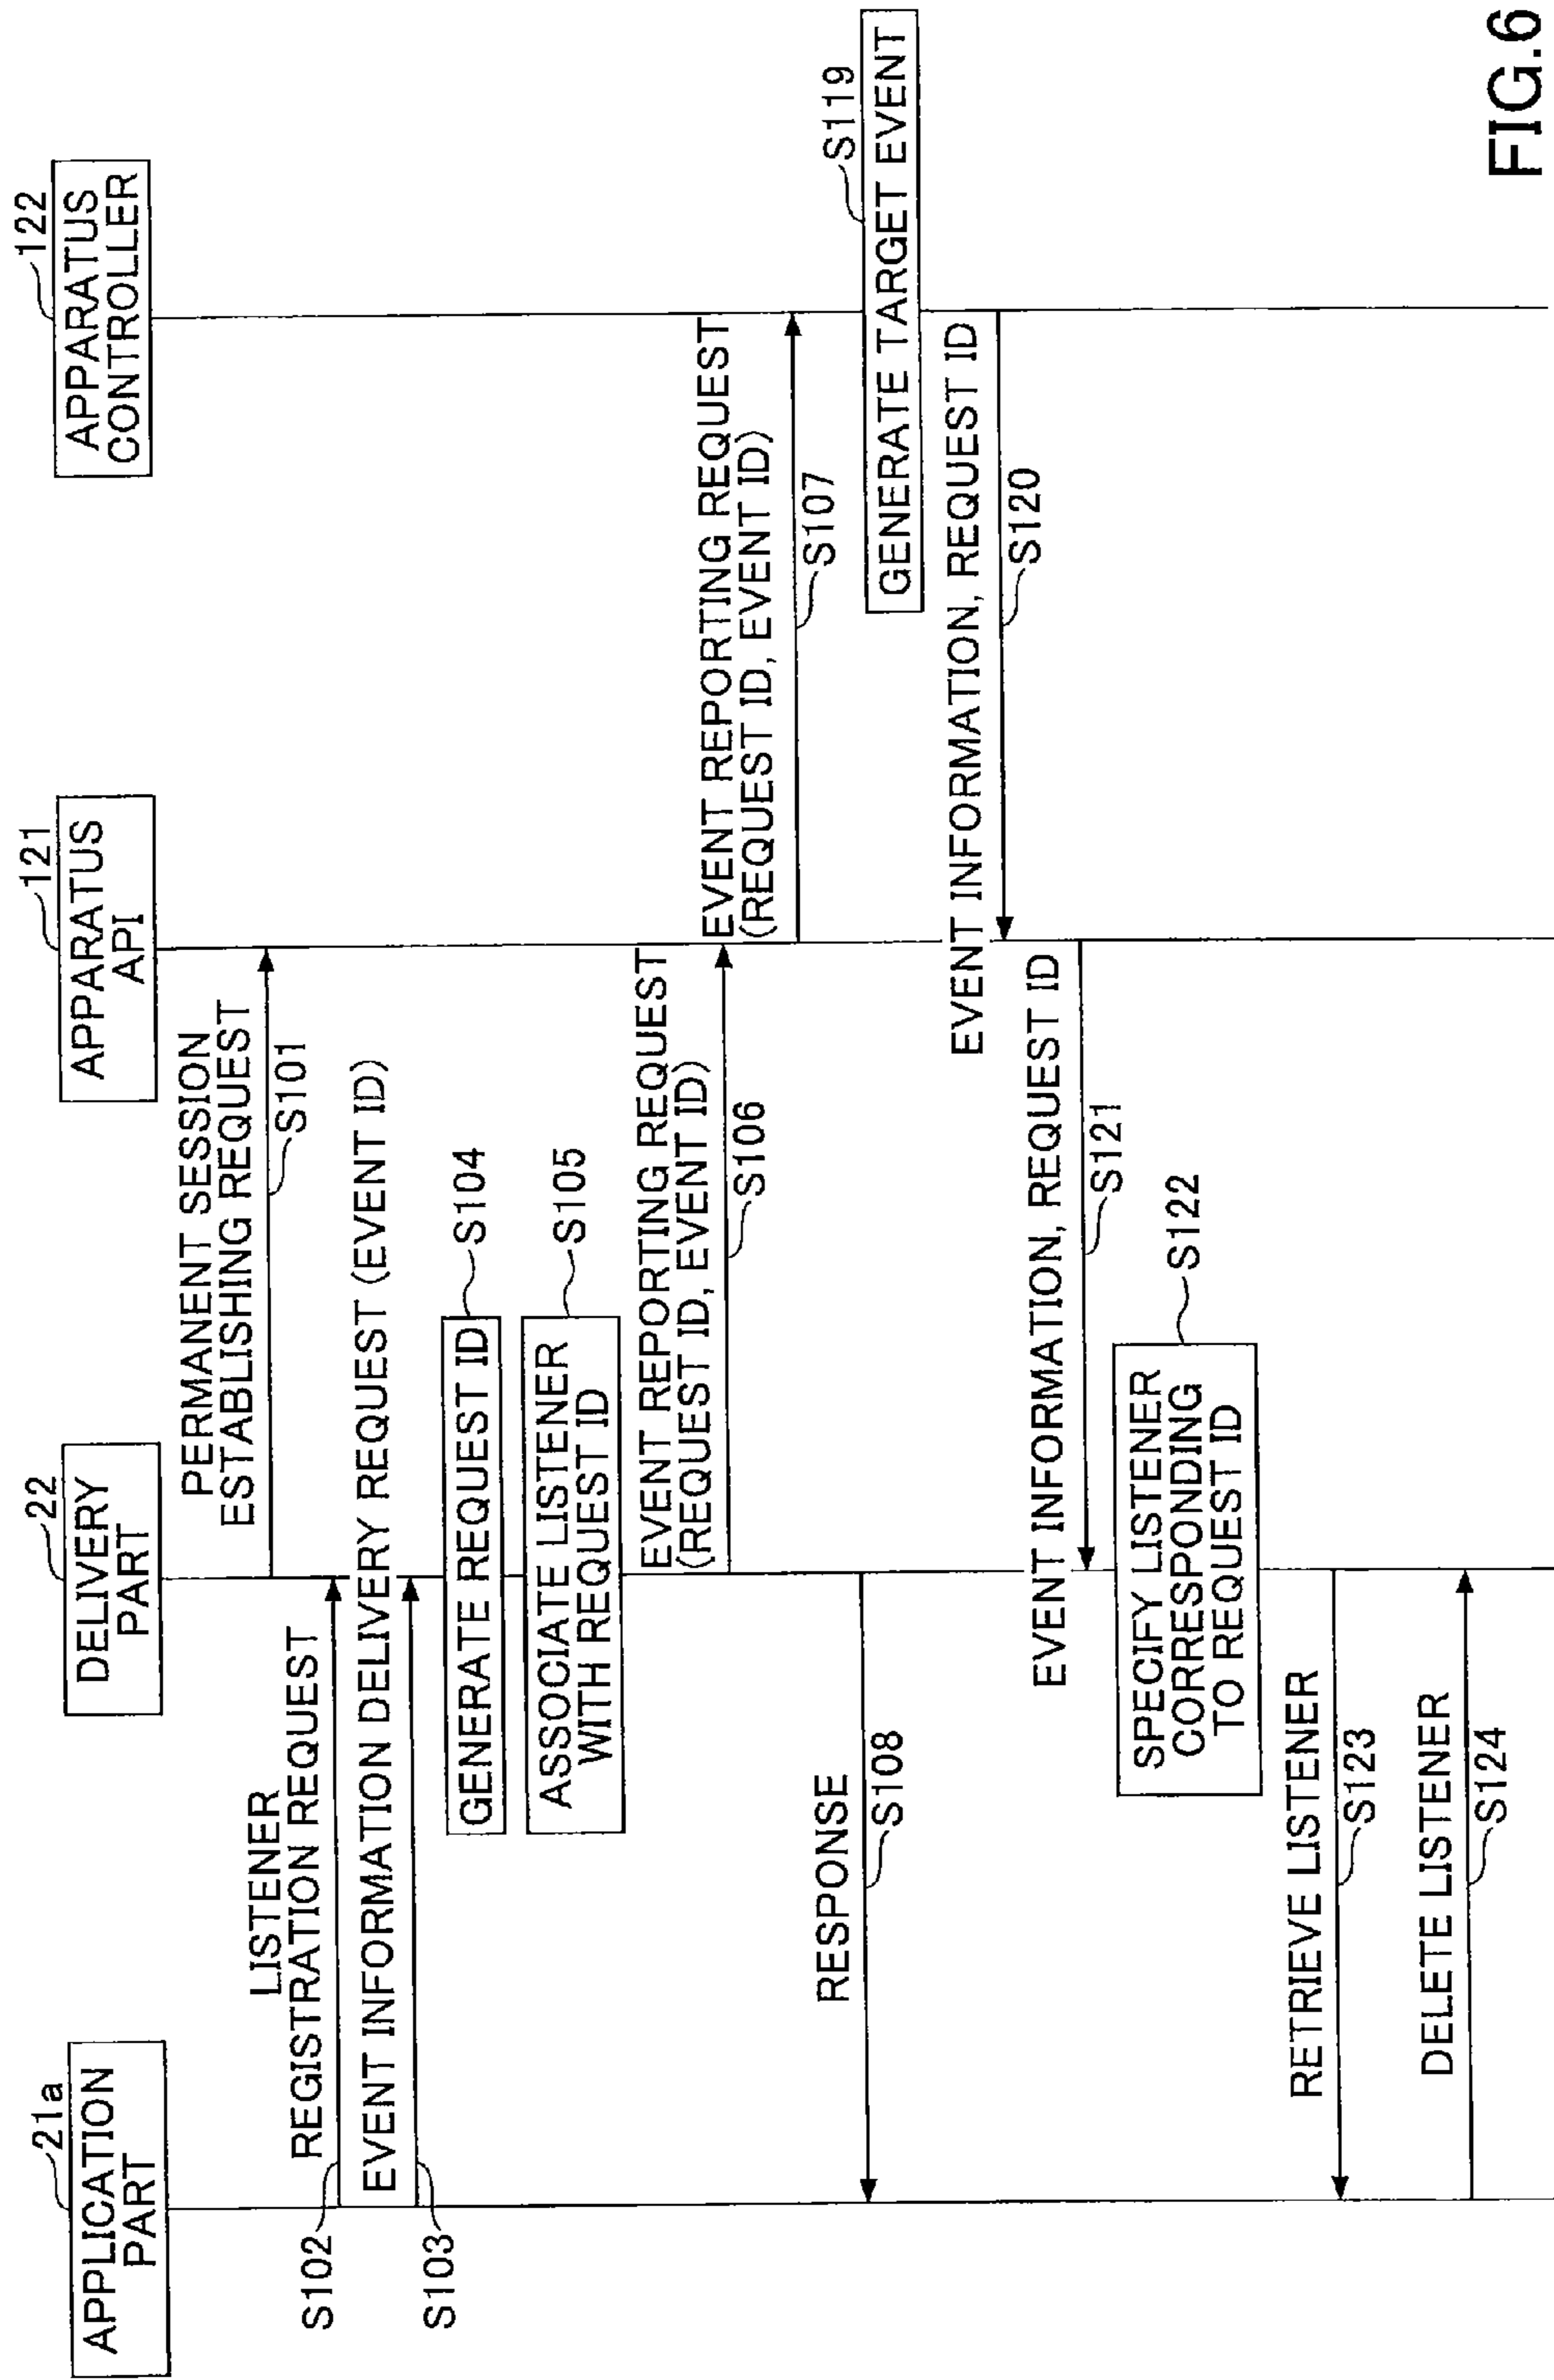 21a
APPLICATION
PART
22
DELIVERY
PART
121
APPARATUS
API
122
APPARATUS
CONTROLLER
PERMANENT SESSION
ESTABLISHING REQUEST
S101
LISTENER
REGISTRATION REQUEST
S102
EVENT INFORMATION DELIVERY REQUEST (EVENT ID)
S103
GENERATE REQUEST ID
S104
ASSOCIATE LISTENER
WITH REQUEST ID
S105
EVENT REPORTING REQUEST
(REQUEST ID, EVENT ID)
S106
EVENT REPORTING REQUEST
(REQUEST ID, EVENT ID)
S107
RESPONSE
S108
GENERATE TARGET EVENT
S119
EVENT INFORMATION, REQUEST ID
S120
EVENT INFORMATION, REQUEST ID
S121
SPECIFY LISTENER
CORRESPONDING
TO REQUEST ID
S122
RETRIEVE LISTENER
S123
DELETE LISTENER
S124
FIG.6